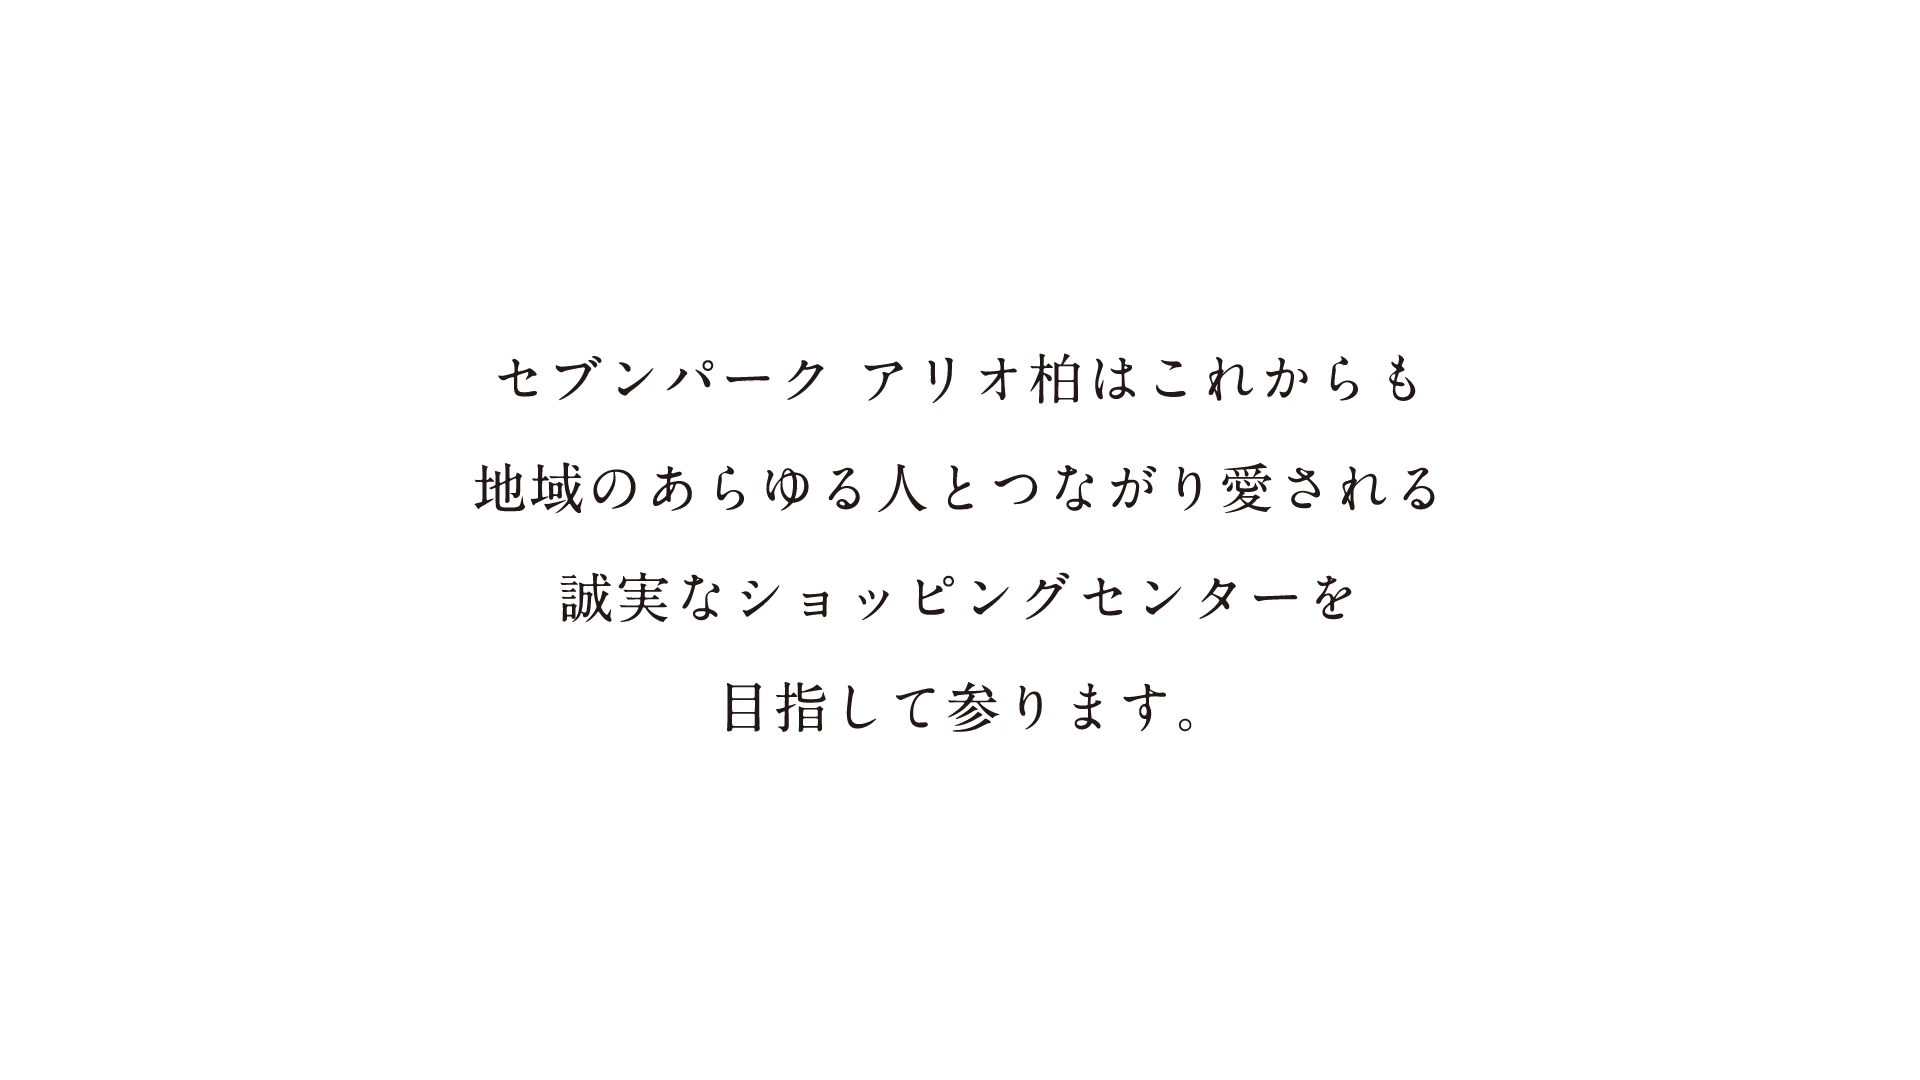 セブンパーク アリオ柏はこれからも
地域のあらゆる人とつながり愛される
誠実なショッピングセンターを
目指して参ります。